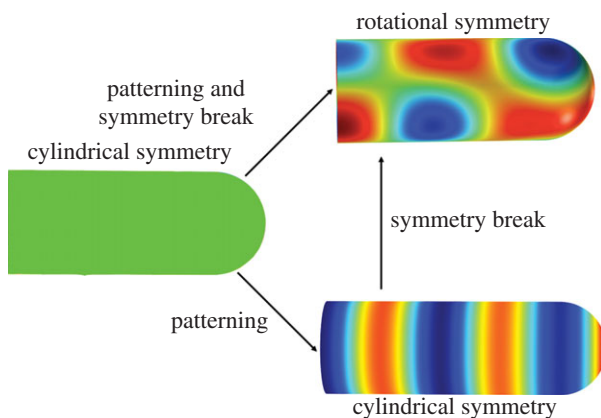 rotational symmetry
patterning and
symmetry break
cylindrical symmetry
symmetry break
patterning
cylindrical symmetry